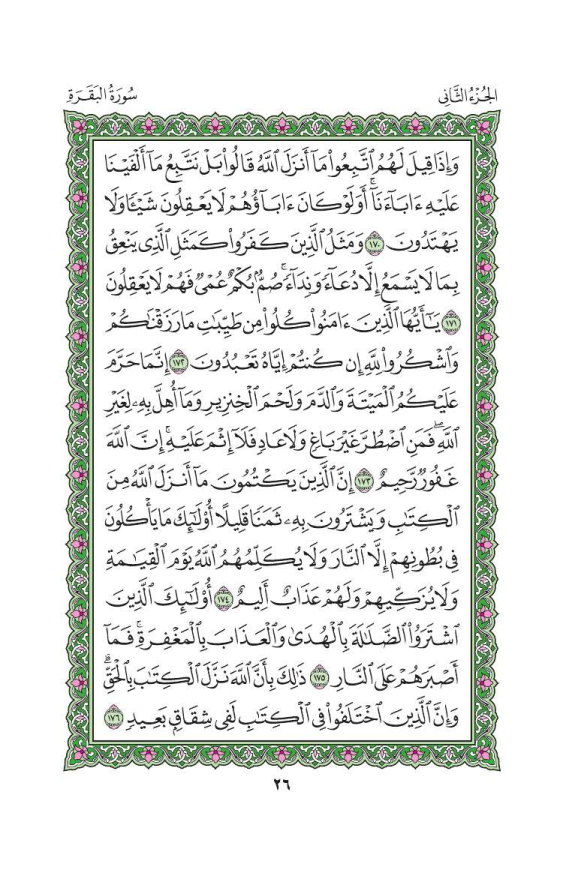 الجُزْءُ الثَّانِي
سُورَةُ البَقَرَةِ
وَإِذَا قِيلَ لَهُمُ ٱتَّبِعُوا۟ مَآ أَنزَلَ ٱللَّهُ قَالُوا۟ بَلْ نَتَّبِعُ مَآ أَلْفَيْنَا
عَلَيْهِ ءَابَآءَنَآ ۗ أَوَلَوْ كَانَ ءَابَآؤُهُمْ لَا يَعْقِلُونَ شَيْـًٔا وَلَا
يَهْتَدُونَ ١٧٠ وَمَثَلُ ٱلَّذِينَ كَفَرُوا۟ كَمَثَلِ ٱلَّذِى يَنْعِقُ
بِمَا لَا يَسْمَعُ إِلَّا دُعَآءً وَنِدَآءً ۚ صُمٌّۢ بُكْمٌ عُمْىٌ فَهُمْ لَا يَعْقِلُونَ
١٧١ يَـٰٓأَيُّهَا ٱلَّذِينَ ءَامَنُوا۟ كُلُوا۟ مِن طَيِّبَـٰتِ مَا رَزَقْنَـٰكُمْ
وَٱشْكُرُوا۟ لِلَّهِ إِن كُنتُمْ إِيَّاهُ تَعْبُدُونَ ١٧٢ إِنَّمَا حَرَّمَ
عَلَيْكُمُ ٱلْمَيْتَةَ وَٱلدَّمَ وَلَحْمَ ٱلْخِنزِيرِ وَمَآ أُهِلَّ بِهِۦ لِغَيْرِ
ٱللَّهِ ۖ فَمَنِ ٱضْطُرَّ غَيْرَ بَاغٍ وَلَا عَادٍ فَلَآ إِثْمَ عَلَيْهِ ۚ إِنَّ ٱللَّهَ
غَفُورٌ رَّحِيمٌ ١٧٣ إِنَّ ٱلَّذِينَ يَكْتُمُونَ مَآ أَنزَلَ ٱللَّهُ مِنَ
ٱلْكِتَـٰبِ وَيَشْتَرُونَ بِهِۦ ثَمَنًا قَلِيلًا أُو۟لَـٰٓئِكَ مَا يَأْكُلُونَ
فِى بُطُونِهِمْ إِلَّا ٱلنَّارَ وَلَا يُكَلِّمُهُمُ ٱللَّهُ يَوْمَ ٱلْقِيَـٰمَةِ
وَلَا يُزَكِّيهِمْ وَلَهُمْ عَذَابٌ أَلِيمٌ ١٧٤ أُو۟لَـٰٓئِكَ ٱلَّذِينَ
ٱشْتَرَوُا۟ ٱلضَّلَـٰلَةَ بِٱلْهُدَىٰ وَٱلْعَذَابَ بِٱلْمَغْفِرَةِ ۚ فَمَآ
أَصْبَرَهُمْ عَلَى ٱلنَّارِ ١٧٥ ذَٰلِكَ بِأَنَّ ٱللَّهَ نَزَّلَ ٱلْكِتَـٰبَ بِٱلْحَقِّ ۗ
وَإِنَّ ٱلَّذِينَ ٱخْتَلَفُوا۟ فِى ٱلْكِتَـٰبِ لَفِى شِقَاقٍۭ بَعِيدٍ ١٧٦
٢٦